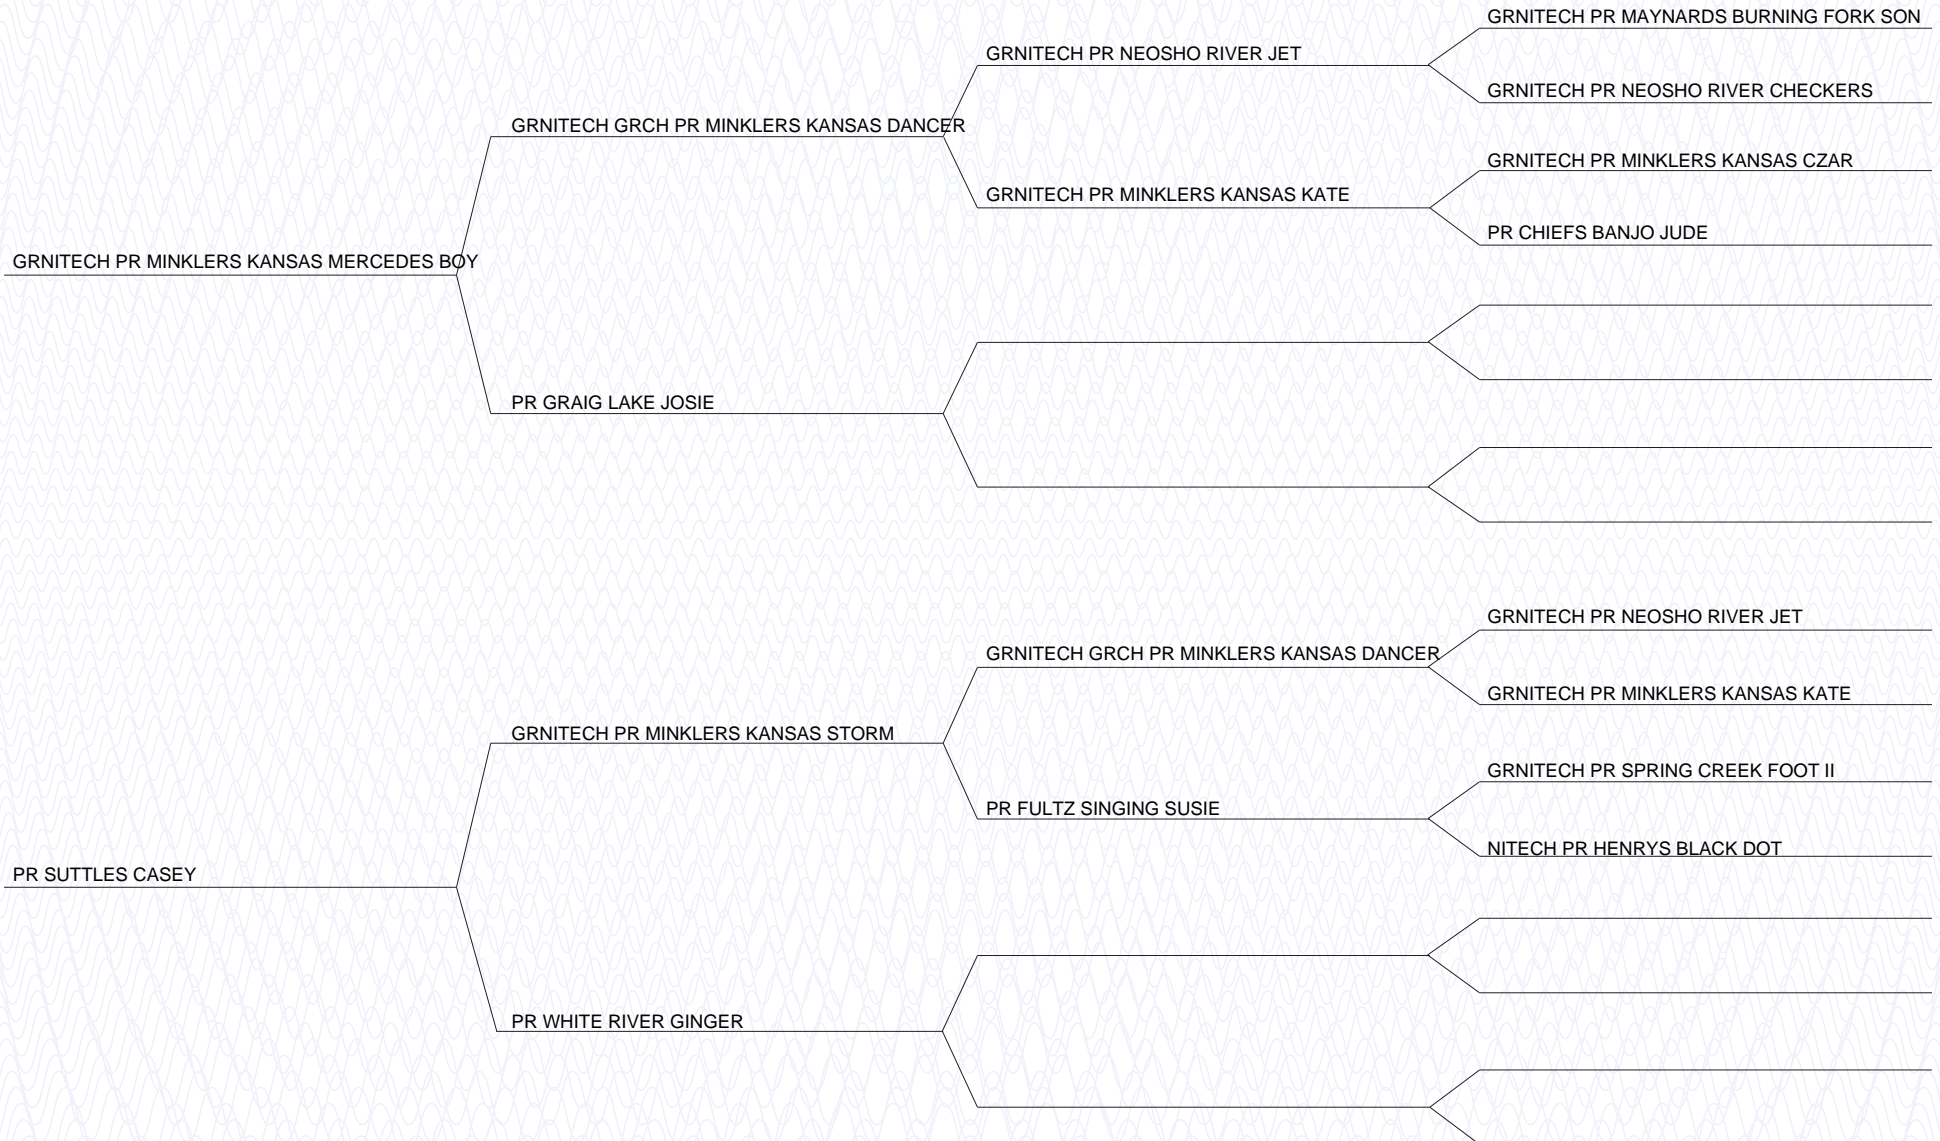 GRNITECH PR MAYNARDS BURNING FORK SON
GRNITECH PR NEOSHO RIVER JET
GRNITECH PR NEOSHO RIVER CHECKERS
GRNITECH GRCH PR MINKLERS KANSAS DANCER
GRNITECH PR MINKLERS KANSAS CZAR
GRNITECH PR MINKLERS KANSAS KATE
PR CHIEFS BANJO JUDE
GRNITECH PR MINKLERS KANSAS MERCEDES BOY
PR GRAIG LAKE JOSIE
GRNITECH PR NEOSHO RIVER JET
GRNITECH GRCH PR MINKLERS KANSAS DANCER
GRNITECH PR MINKLERS KANSAS KATE
GRNITECH PR MINKLERS KANSAS STORM
GRNITECH PR SPRING CREEK FOOT II
PR FULTZ SINGING SUSIE
NITECH PR HENRYS BLACK DOT
PR SUTTLES CASEY
PR WHITE RIVER GINGER